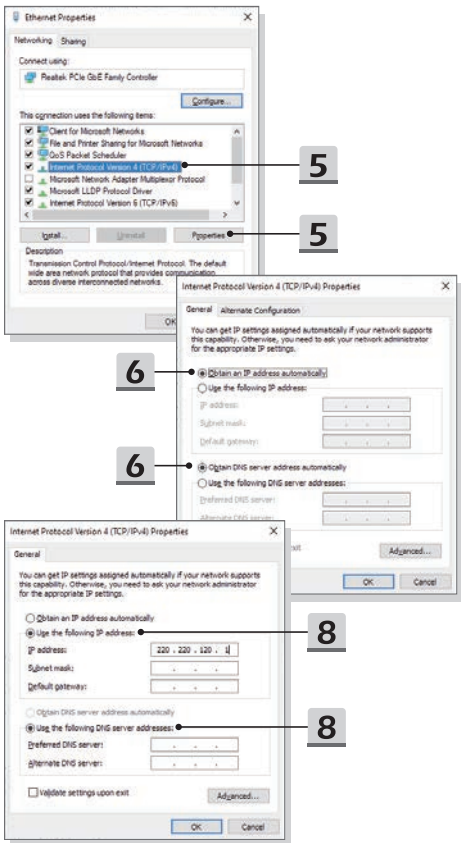 Ethernet Properties
Networking Sharing
Connect using:
Realtek PCIe GbE Family Controller
Configure...
This connection uses the following items:
Client for Microsoft Networks
File and Printer Sharing for Microsoft Networks
QoS Packet Scheduler
Internet Protocol Version 4 (TCP/IPv4)
5
Microsoft Network Adapter Multiplexor Protocol
Microsoft LLDP Protocol Driver
Internet Protocol Version 6 (TCP/IPv6)
Install...
Uninstall
Properties
5
Description
Transmission Control Protocol/Internet Protocol. The default
wide area network protocol that provides communication
across diverse interconnected networks.
OK
Internet Protocol Version 4 (TCP/IPv4) Properties
General Alternate Configuration
You can get IP settings assigned automatically if your network supports
this capability. Otherwise, you need to ask your network administrator
for the appropriate IP settings.
6
Obtain an IP address automatically
Use the following IP address:
IP address:
Subnet mask:
Default gateway:
6
Obtain DNS server address automatically
Use the following DNS server addresses:
Preferred DNS server:
Alternate DNS server:
exit
Advanced...
OK Cancel
Internet Protocol Version 4 (TCP/IPv4) Properties
General
You can get IP settings assigned automatically if your network supports
this capability. Otherwise, you need to ask your network administrator
for the appropriate IP settings.
Obtain an IP address automatically
Use the following IP address:
8
IP address: 220 . 220 . 120 . 1
Subnet mask:
Default gateway:
Obtain DNS server address automatically
Use the following DNS server addresses:
8
Preferred DNS server:
Alternate DNS server:
Validate settings upon exit
Advanced...
OK Cancel